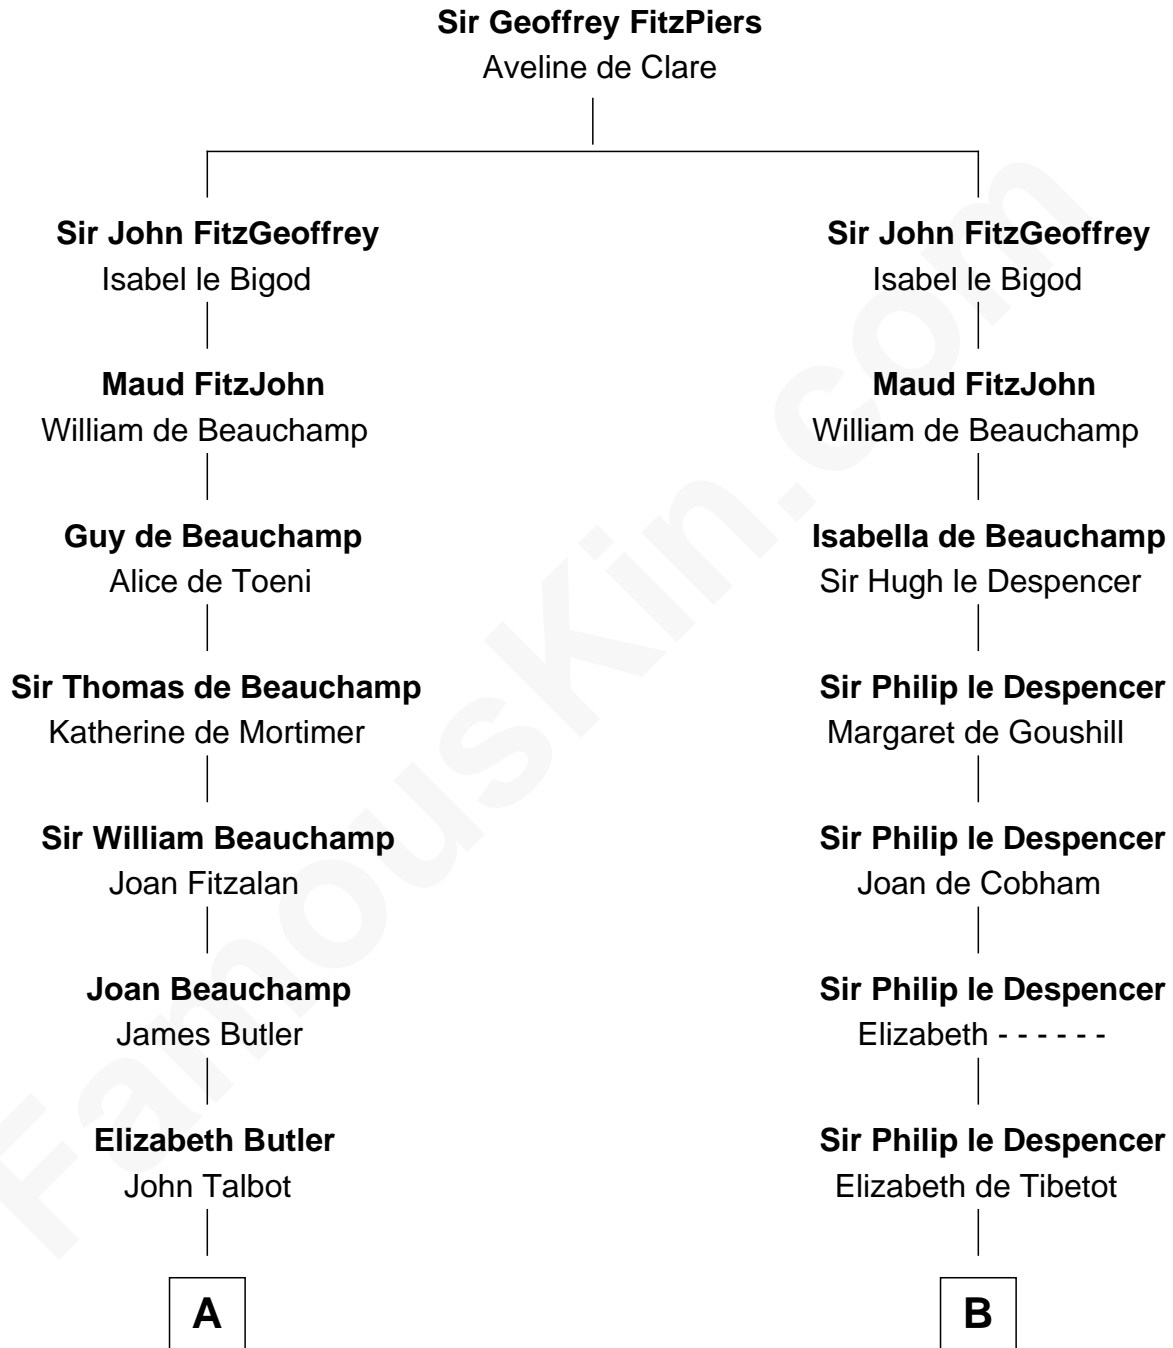 Sir Geoffrey FitzPiers
Aveline de Clare
Sir John FitzGeoffrey
Isabel le Bigod
Maud FitzJohn
William de Beauchamp
Guy de Beauchamp
Alice de Toeni
Sir Thomas de Beauchamp
Katherine de Mortimer
Sir William Beauchamp
Joan Fitzalan
Joan Beauchamp
James Butler
Elizabeth Butler
John Talbot
A
Sir John FitzGeoffrey
Isabel le Bigod
Maud FitzJohn
William de Beauchamp
Isabella de Beauchamp
Sir Hugh le Despencer
Sir Philip le Despencer
Margaret de Goushill
Sir Philip le Despencer
Joan de Cobham
Sir Philip le Despencer
Elizabeth - - - - - -
Sir Philip le Despencer
Elizabeth de Tibetot
B
FamousKin.com